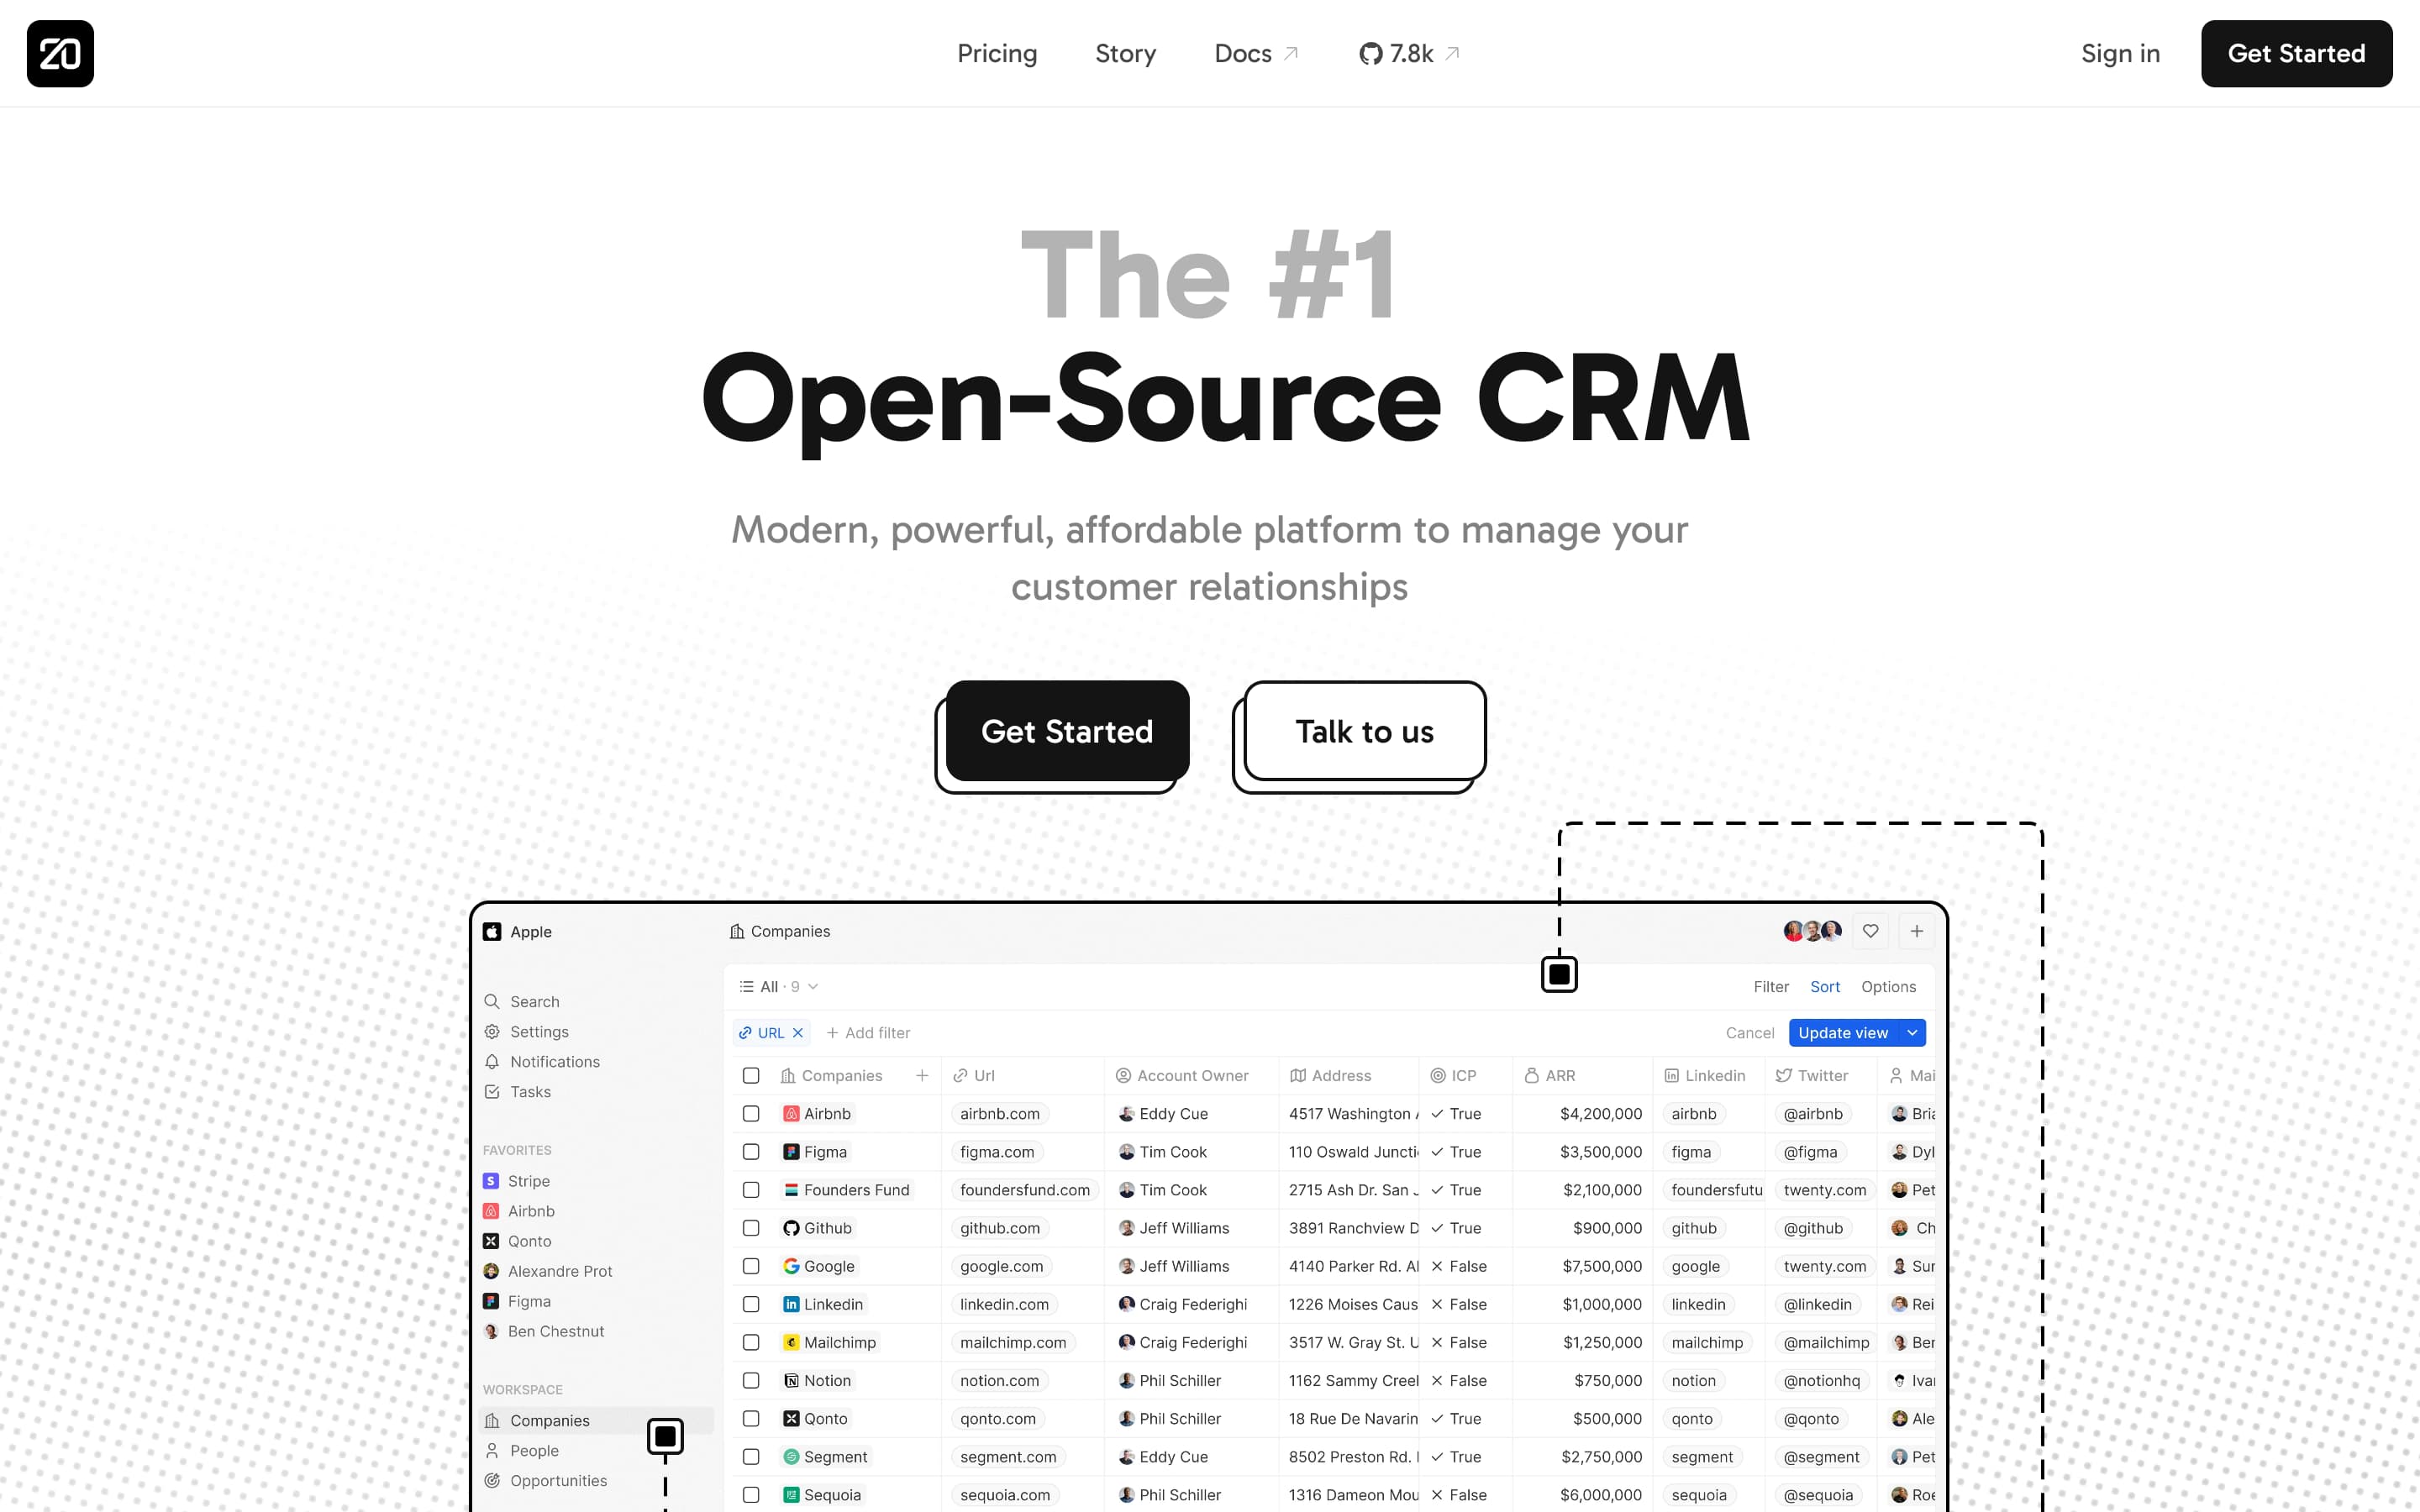 20
Pricing Story Docs 7.8k Sign in Get Started
The #1
Open-Source CRM
Modern, powerful, affordable platform to manage your
customer relationships
Get Started Talk to us
Apple
Search
Settings
Notifications
Tasks
FAVORITES
Stripe
Airbnb
Qonto
Alexandre Prot
Figma
Ben Chestnut
WORKSPACE
Companies
People
Opportunities
Companies
All · 9 Filter Sort Options
URL Add filter Cancel Update view
Companies Url Account Owner Address ICP ARR Linkedin Twitter Mai
Airbnb airbnb.com Eddy Cue 4517 Washington True $4,200,000 airbnb @airbnb Bria
Figma figma.com Tim Cook 110 Oswald Juncti True $3,500,000 figma @figma Dyl
Founders Fund foundersfund.com Tim Cook 2715 Ash Dr. San J True $2,100,000 foundersfutu twenty.com Pet
Github github.com Jeff Williams 3891 Ranchview D True $900,000 github @github Ch
Google google.com Jeff Williams 4140 Parker Rd. Al False $7,500,000 google twenty.com Sun
Linkedin linkedin.com Craig Federighi 1226 Moises Caus False $1,000,000 linkedin @linkedin Rei
Mailchimp mailchimp.com Craig Federighi 3517 W. Gray St. U False $1,250,000 mailchimp @mailchimp Ben
Notion notion.com Phil Schiller 1162 Sammy Creek False $750,000 notion @notionhq Ivan
Qonto qonto.com Phil Schiller 18 Rue De Navarin True $500,000 qonto @qonto Ale
Segment segment.com Eddy Cue 8502 Preston Rd. True $2,750,000 segment @segment Pet
Sequoia sequoia.com Phil Schiller 1316 Dameon Mou False $6,000,000 sequoia @sequoia Roe